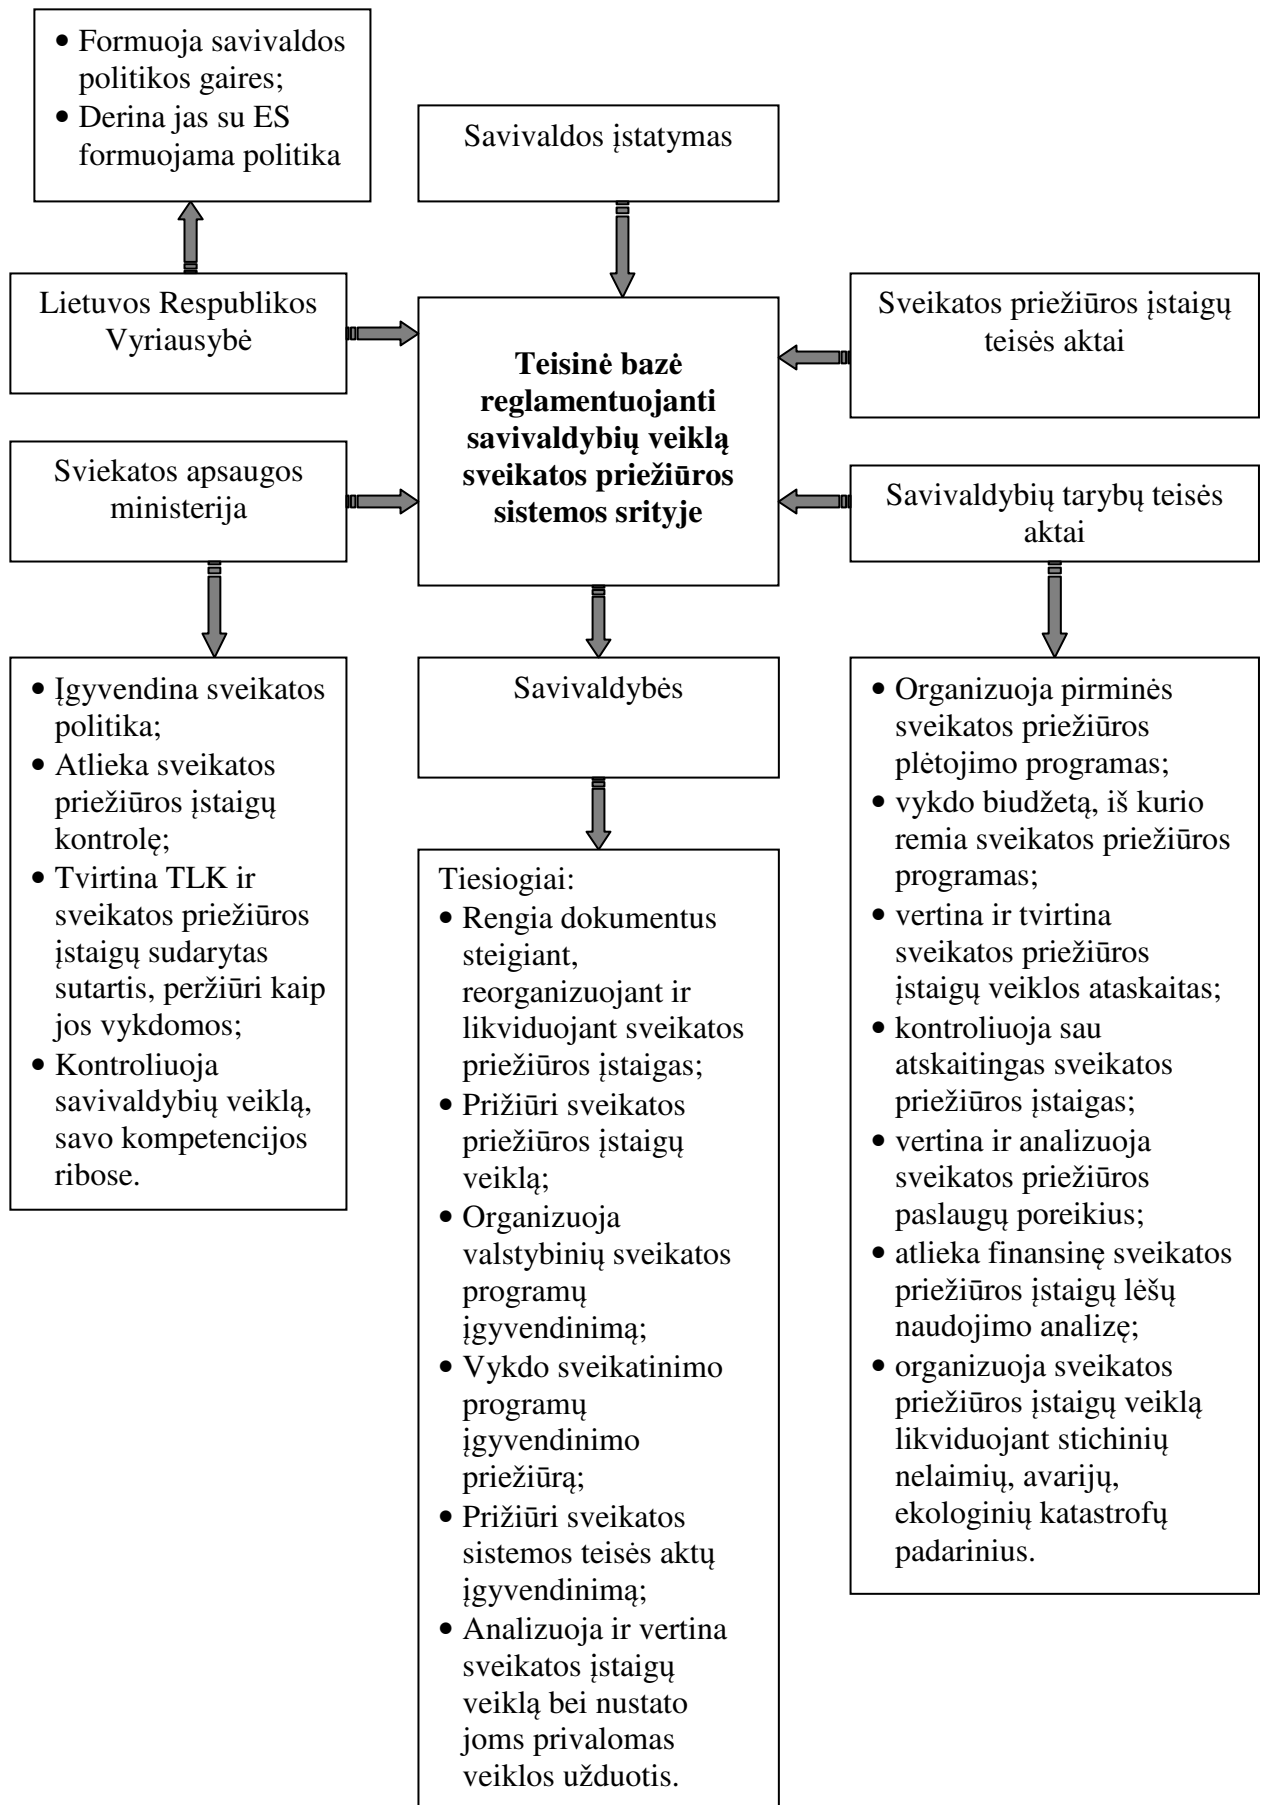 • Formuoja savivaldos
politikos gaires;
• Derina jas su ES
formuojama politika
Savivaldos įstatymas
Lietuvos Respublikos
Vyriausybė
Teisinė bazė
reglamentuojanti
savivaldybių veiklą
sveikatos priežiūros
sistemos srityje
Sveikatos priežiūros įstaigų
teisės aktai
Sviekatos apsaugos
ministerija
Savivaldybių tarybų teisės
aktai
• Įgyvendina sveikatos
politika;
• Atlieka sveikatos
priežiūros įstaigų
kontrolę;
• Tvirtina TLK ir
sveikatos priežiūros
įstaigų sudarytas
sutartis, peržiūri kaip
jos vykdomos;
• Kontroliuoja
savivaldybių veiklą,
savo kompetencijos
ribose.
Savivaldybės
Tiesiogiai:
• Rengia dokumentus
steigiant,
reorganizuojant ir
likviduojant sveikatos
priežiūros įstaigas;
• Prižiūri sveikatos
priežiūros įstaigų
veiklą;
• Organizuoja
valstybinių sveikatos
programų
įgyvendinimą;
• Vykdo sveikatinimo
programų
įgyvendinimo
priežiūrą;
• Prižiūri sveikatos
sistemos teisės aktų
įgyvendinimą;
• Analizuoja ir vertina
sveikatos įstaigų
veiklą bei nustato
joms privalomas
veiklos užduotis.
• Organizuoja pirminės
sveikatos priežiūros
plėtojimo programas;
• vykdo biudžetą, iš kurio
remia sveikatos priežiūros
programas;
• vertina ir tvirtina
sveikatos priežiūros
įstaigų veiklos ataskaitas;
• kontroliuoja sau
atskaitingas sveikatos
priežiūros įstaigas;
• vertina ir analizuoja
sveikatos priežiūros
paslaugų poreikius;
• atlieka finansinę sveikatos
priežiūros įstaigų lėšų
naudojimo analizę;
• organizuoja sveikatos
priežiūros įstaigų veiklą
likviduojant stichinių
nelaimių, avarijų,
ekologinių katastrofų
padarinius.